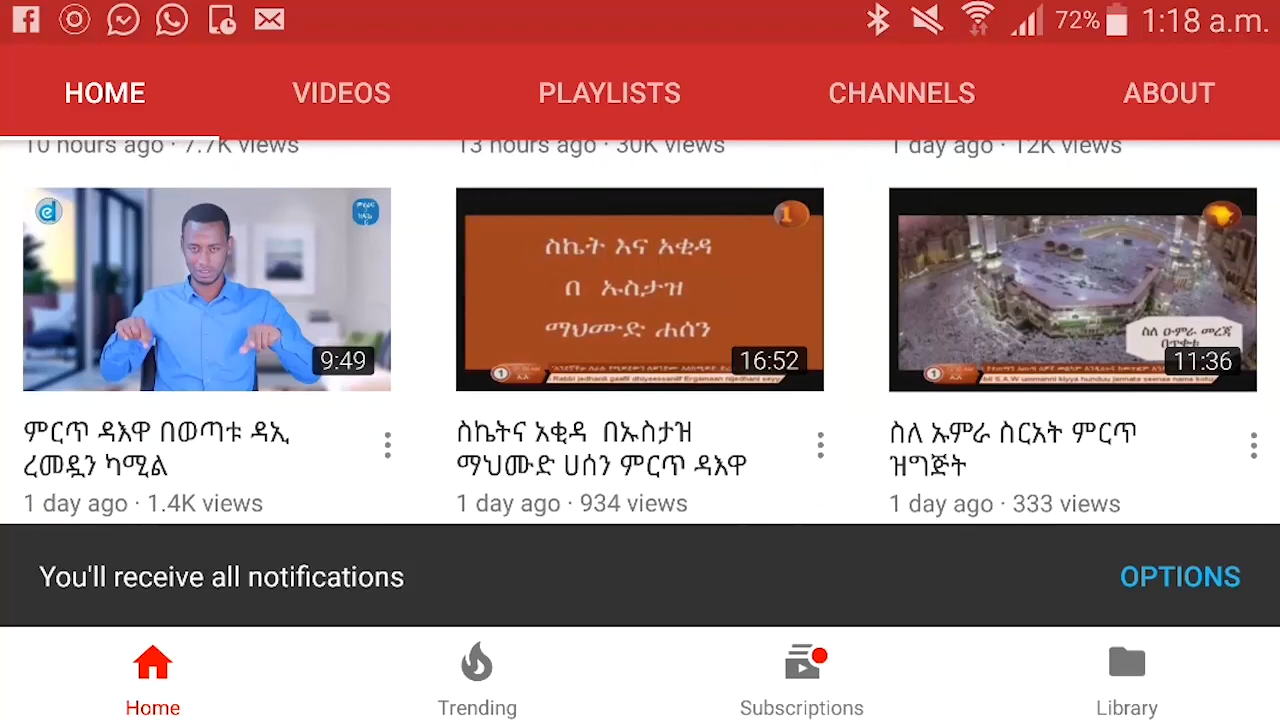 72% 1:18 a.m.
HOME VIDEOS PLAYLISTS CHANNELS ABOUT
10 hours ago · 7.7K views
13 hours ago · 30K views
1 day ago · 12K views
9:49
1
ስኬት እና አቂዳ
በ ኡስታዝ
ማህሙድ ሐሰን
1
16:52
ስለ ዑምራ መረጃ
በጥቂቱ
1
11:36
ምርጥ ዳእዋ በወጣቱ ዳኢ
ረመዷን ካሚል
1 day ago · 1.4K views
ስኬትና አቂዳ በኡስታዝ
ማህሙድ ሀሰን ምርጥ ዳእዋ
1 day ago · 934 views
ስለ ኡምራ ስርአት ምርጥ
ዝግጅት
1 day ago · 333 views
You'll receive all notifications
OPTIONS
Home Trending Subscriptions Library